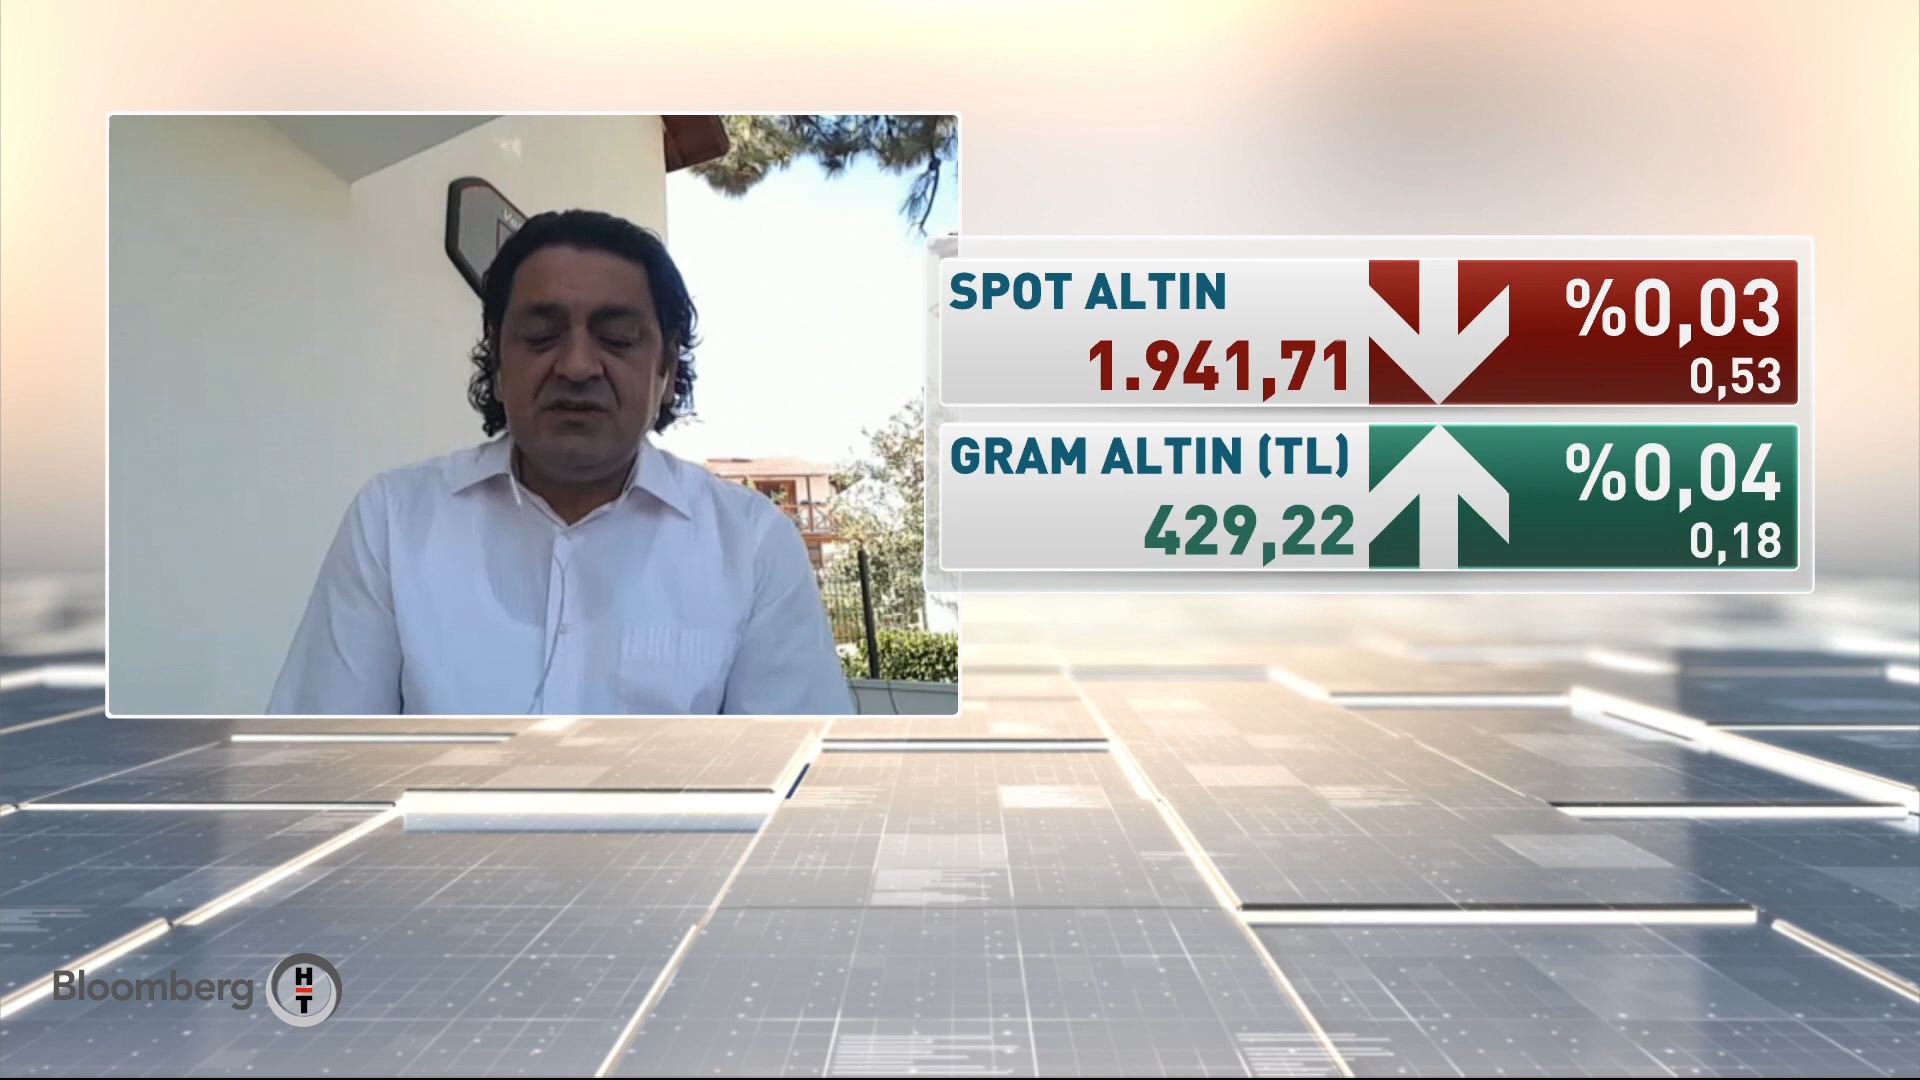 SPOT ALTIN
1.941,71
%0,03
0,53
GRAM ALTIN (TL)
429,22
%0,04
0,18
Bloomberg HT